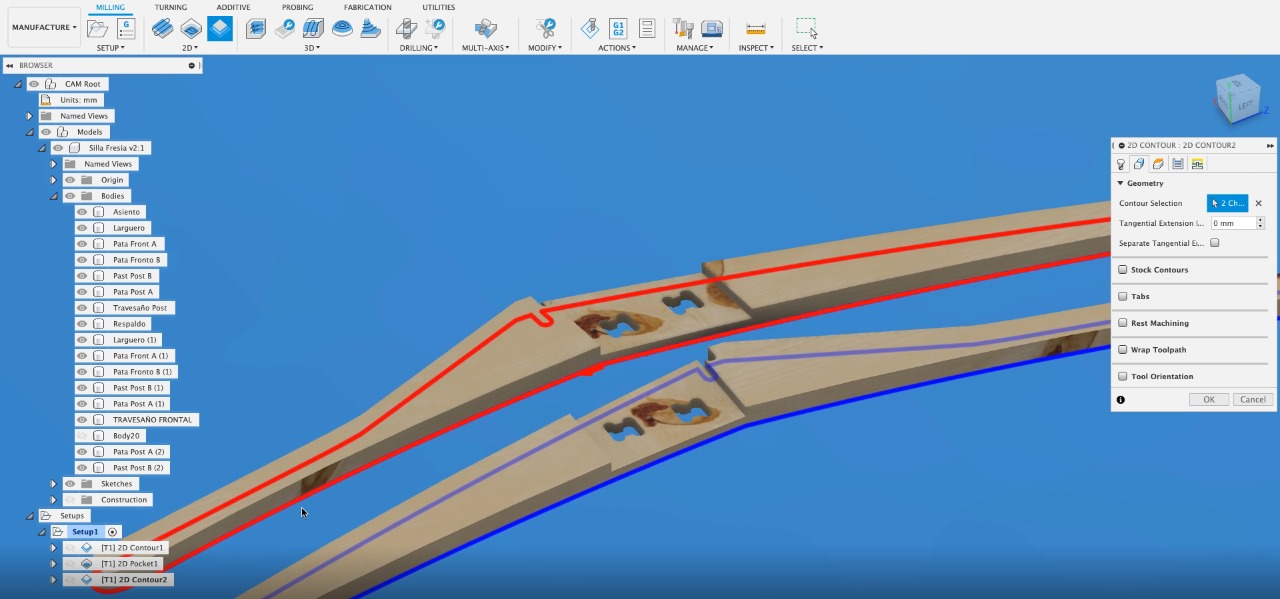 MILLING TURNING ADDITIVE PROBING FABRICATION UTILITIES
MANUFACTURE
G1
G2
SETUP 2D 3D DRILLING MULTI-AXIS MODIFY ACTIONS MANAGE INSPECT SELECT
BROWSER
CAM Root
Units: mm
Named Views
Models
Silla Fresia v2:1
Named Views
Origin
Bodies
Asiento
Larguero
Pata Front A
Pata Fronto B
Past Post B
Pata Post A
Travesaño Post
Respaldo
Larguero (1)
Pata Front A (1)
Pata Fronto B (1)
Past Post B (1)
Pata Post A (1)
TRAVESAÑO FRONTAL
Body20
Pata Post A (2)
Past Post B (2)
Sketches
Construction
Setups
Setup1
[T1] 2D Contour1
[T1] 2D Pocket1
[T1] 2D Contour2
LEFT
Z
2D CONTOUR : 2D CONTOUR2
Geometry
Contour Selection 2 Ch...
Tangential Extension I... 0 mm
Separate Tangential E...
Stock Contours
Tabs
Rest Machining
Wrap Toolpath
Tool Orientation
OK Cancel